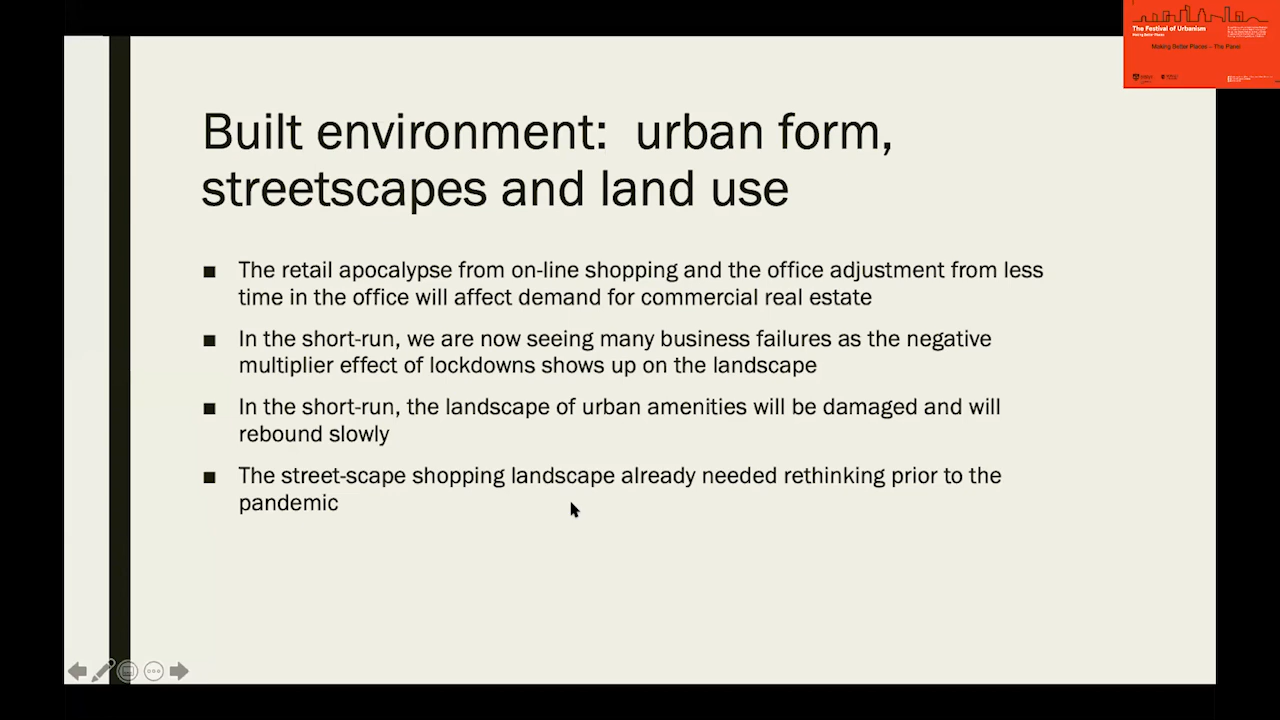 The Festival of Urbanism
Making Better Places
Making Better Places – The Panel
Built environment:  urban form,
streetscapes and land use
■ The retail apocalypse from on-line shopping and the office adjustment from less
time in the office will affect demand for commercial real estate
■ In the short-run, we are now seeing many business failures as the negative
multiplier effect of lockdowns shows up on the landscape
■ In the short-run, the landscape of urban amenities will be damaged and will
rebound slowly
■ The street-scape shopping landscape already needed rethinking prior to the
pandemic